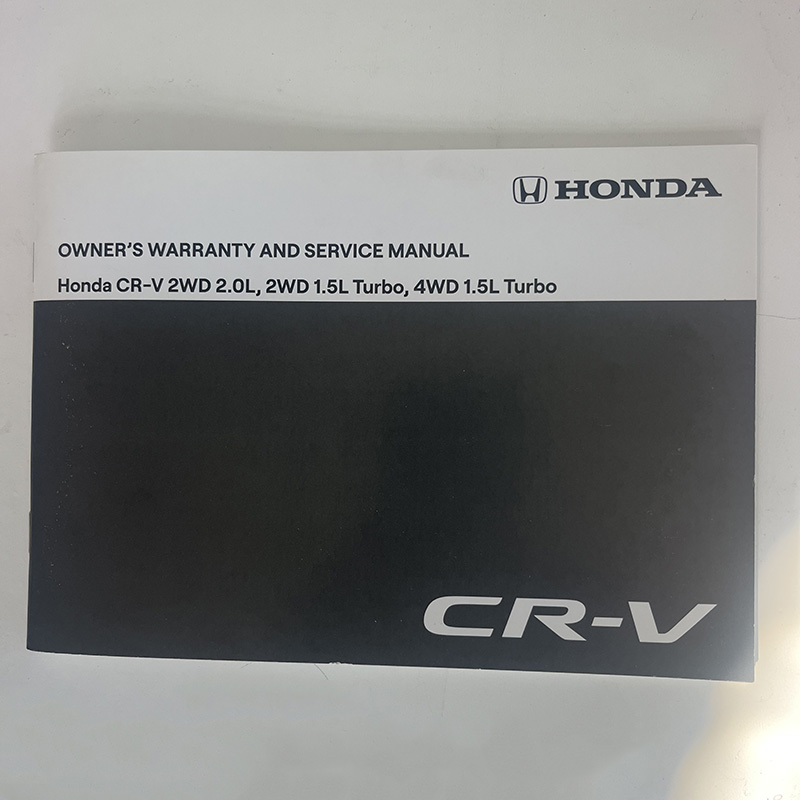 HONDA
OWNER'S WARRANTY AND SERVICE MANUAL
Honda CR-V 2WD 2.0L, 2WD 1.5L Turbo, 4WD 1.5L Turbo
CR-V